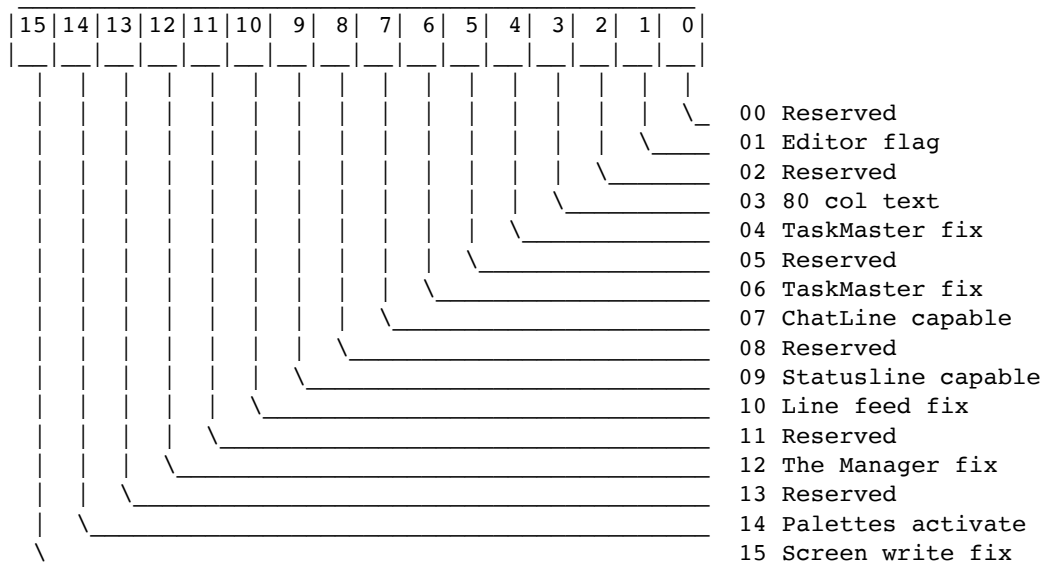 |15|14|13|12|11|10| 9| 8| 7| 6| 5| 4| 3| 2| 1| 0|
00 Reserved
01 Editor flag
02 Reserved
03 80 col text
04 TaskMaster fix
05 Reserved
06 TaskMaster fix
07 ChatLine capable
08 Reserved
09 Statusline capable
10 Line feed fix
11 Reserved
12 The Manager fix
13 Reserved
14 Palettes activate
15 Screen write fix